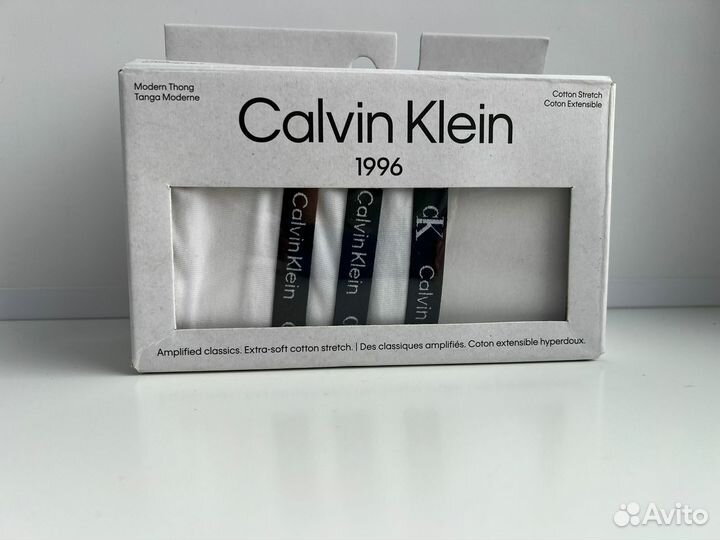 Modern Thong
Tanga Moderne
Cotton Stretch
Coton Extensible
Calvin Klein
1996
Calvin Klein
Calvin Klein
CK Calvin
Amplified classics. Extra-soft cotton stretch. | Des classiques amplifiés. Coton extensible hyperdoux.
Avito